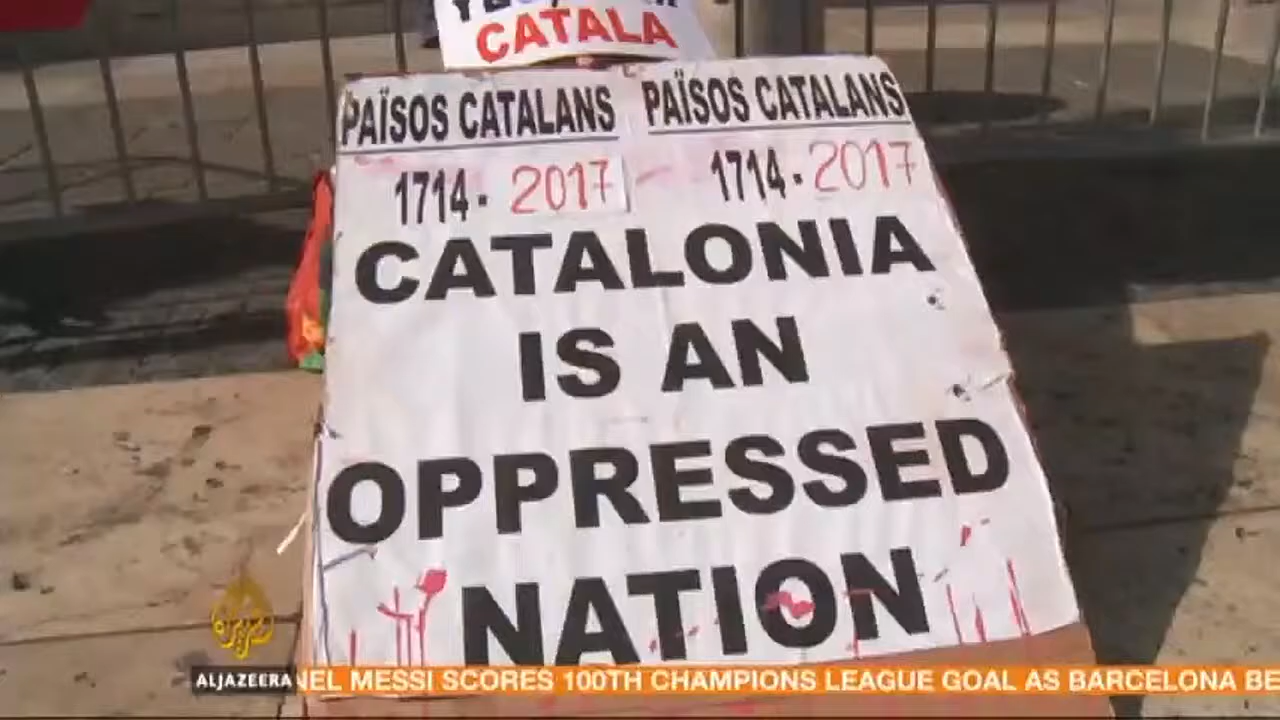 CATALA
PAÏSOS CATALANS PAÏSOS CATALANS
1714- 2017 1714- 2017
CATALONIA
IS AN
OPPRESSED
NATION
ALJAZEERA NEL MESSI SCORES 100TH CHAMPIONS LEAGUE GOAL AS BARCELONA BE